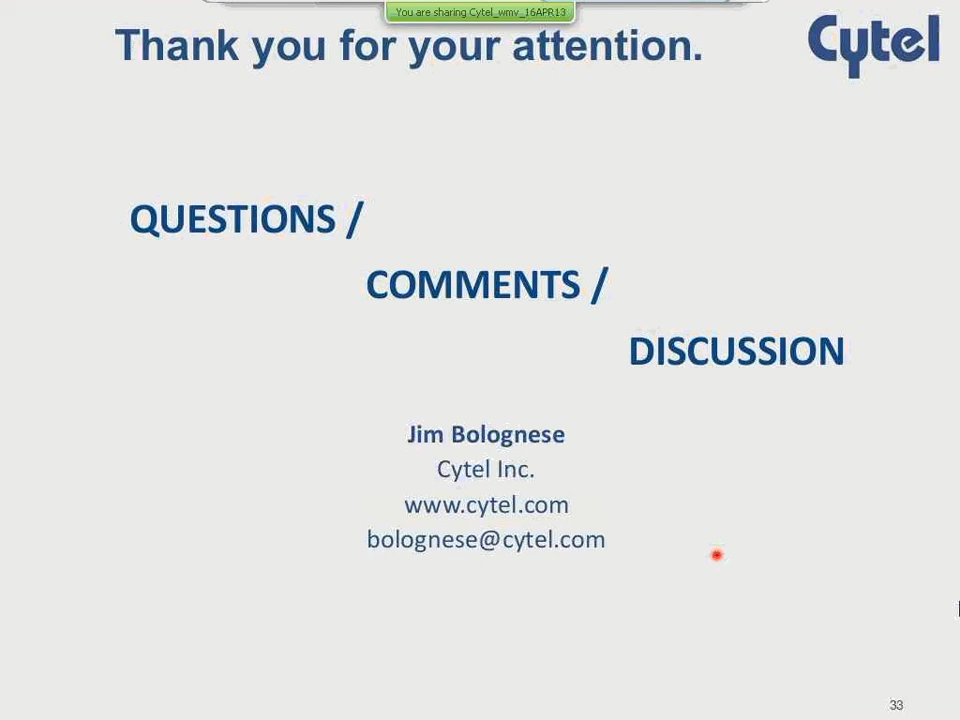 You are sharing Cytel_wmv_16APR13
Thank you for your attention.
Cytel
QUESTIONS /
COMMENTS /
DISCUSSION
Jim Bolognese
Cytel Inc.
www.cytel.com
bolognese@cytel.com
33